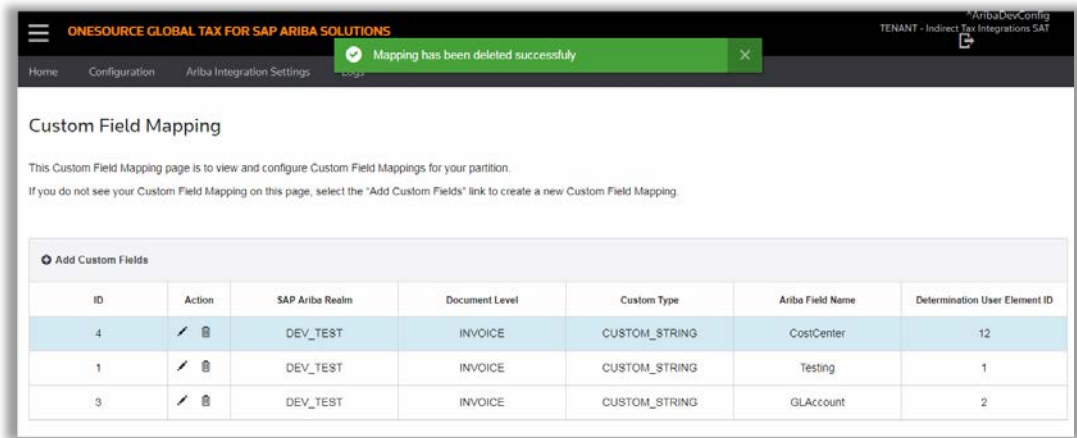 ^AribaDevConfig
ONESOURCE GLOBAL TAX FOR SAP ARIBA SOLUTIONS
TENANT - Indirect Tax Integrations SAT
Mapping has been deleted successfuly
Home Configuration Ariba Integration Settings Logs
Custom Field Mapping
This Custom Field Mapping page is to view and configure Custom Field Mappings for your partition.
If you do not see your Custom Field Mapping on this page, select the "Add Custom Fields" link to create a new Custom Field Mapping.
Add Custom Fields
ID Action SAP Ariba Realm Document Level Custom Type Ariba Field Name Determination User Element ID
4 DEV_TEST INVOICE CUSTOM_STRING CostCenter 12
1 DEV_TEST INVOICE CUSTOM_STRING Testing 1
3 DEV_TEST INVOICE CUSTOM_STRING GLAccount 2